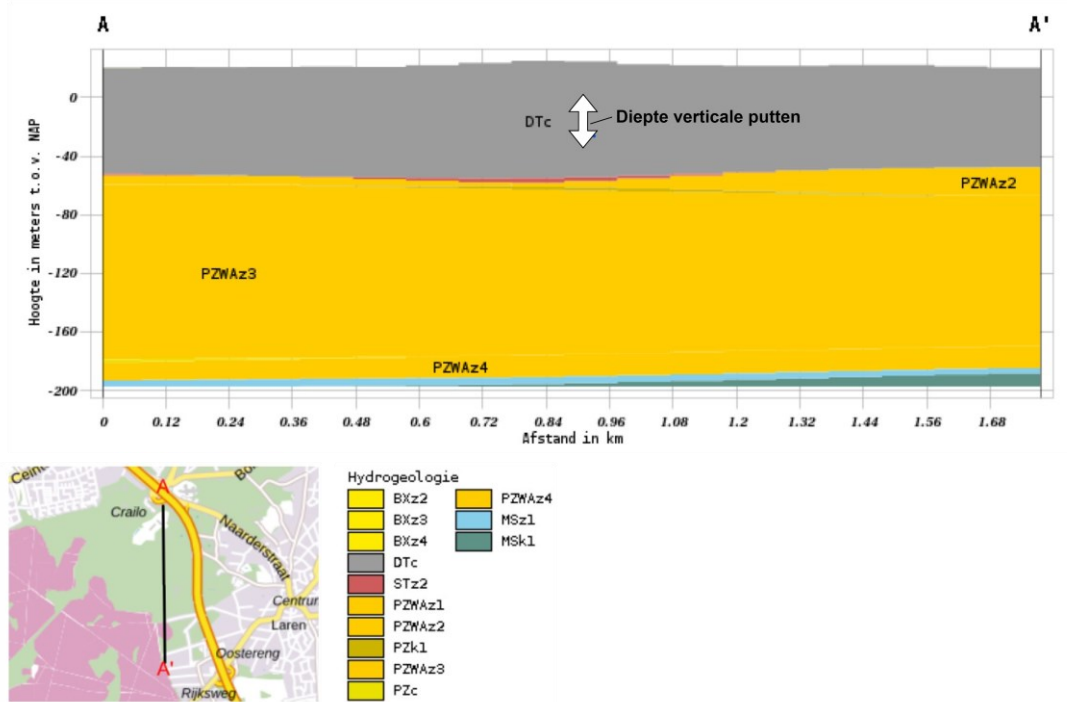 A A'
Hoogte in meters t.o.v. NAP
0
-40
-80
-120
-160
-200
DTc
Diepte verticale putten
PZWAz2
PZWAz3
PZWAz4
0 0.12 0.24 0.36 0.48 0.6 0.72 0.84 0.96 1.08 1.2 1.32 1.44 1.56 1.68
Afstand in km
A
Crailo
Naarderstraat
Laren
Oostereng
A'
Rijksweg
Hydrogeologie
BXz2
BXz3
BXz4
DTc
STz2
PZWAz1
PZWAz2
PZk1
PZWAz3
PZc
PZWAz4
MSz1
MSk1